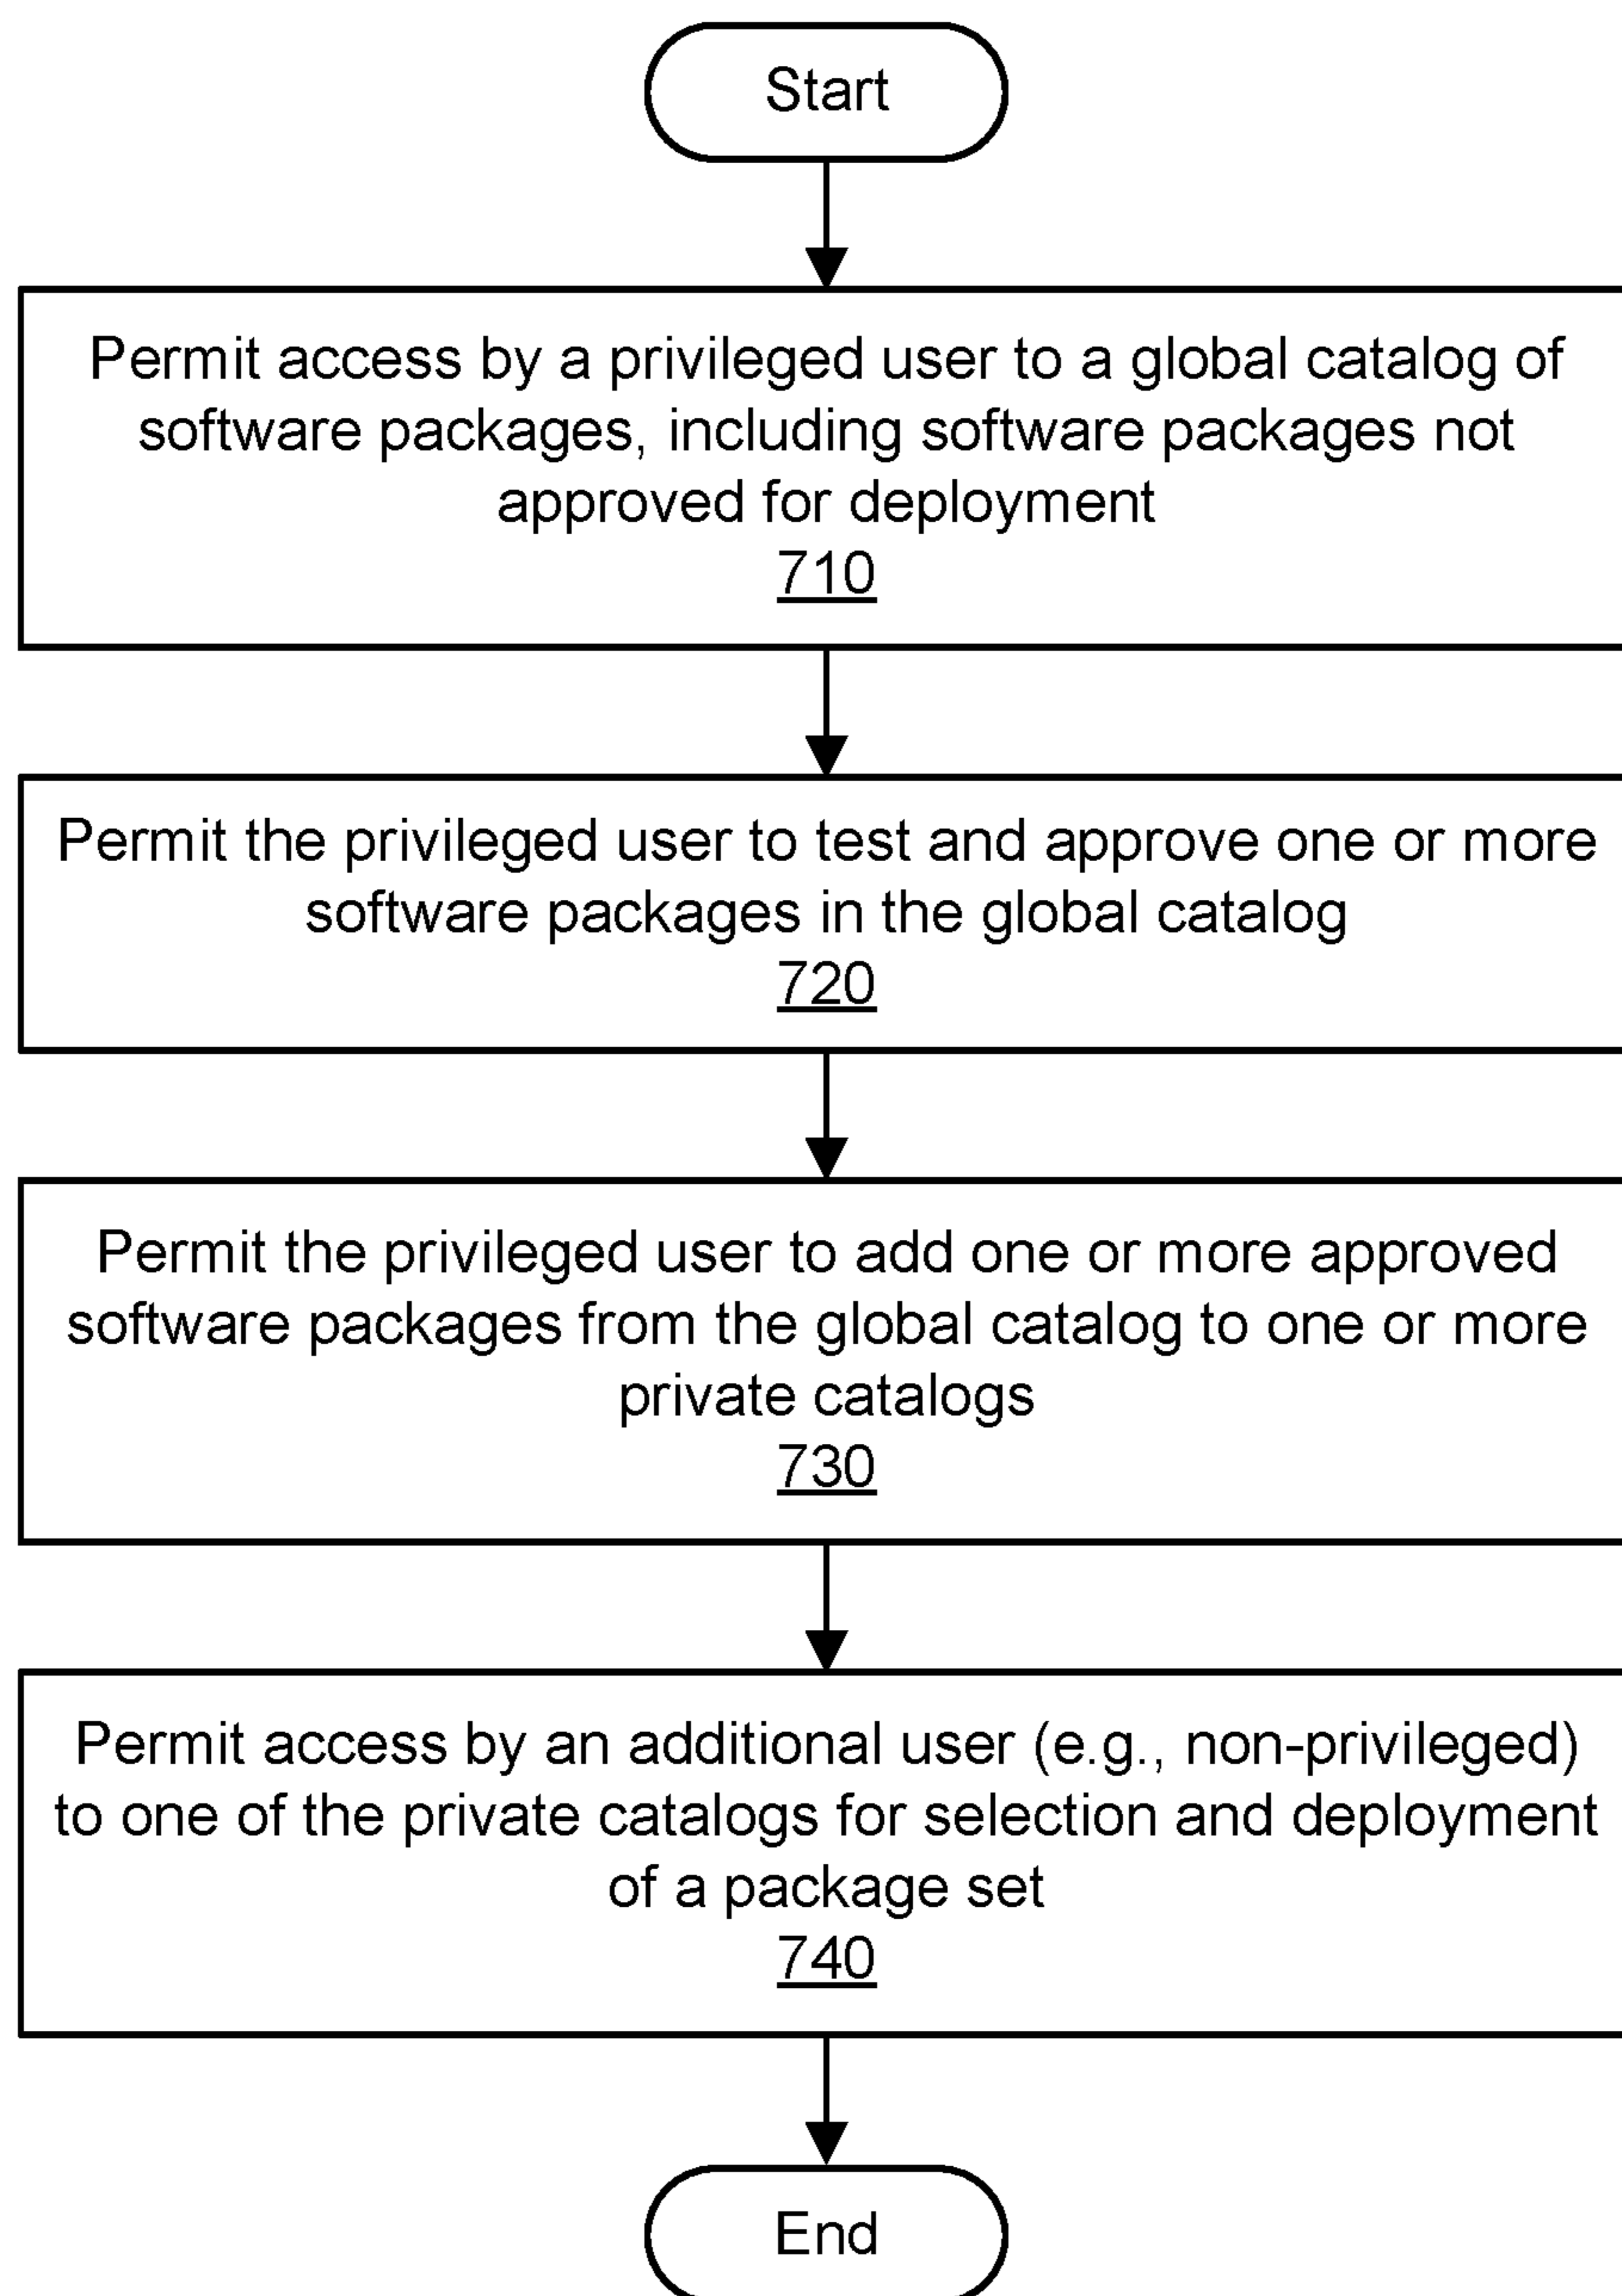 Start
Permit access by a privileged user to a global catalog of
software packages, including software packages not
approved for deployment
710
Permit the privileged user to test and approve one or more
software packages in the global catalog
720
Permit the privileged user to add one or more approved
software packages from the global catalog to one or more
private catalogs
730
Permit access by an additional user (e.g., non-privileged)
to one of the private catalogs for selection and deployment
of a package set
740
End